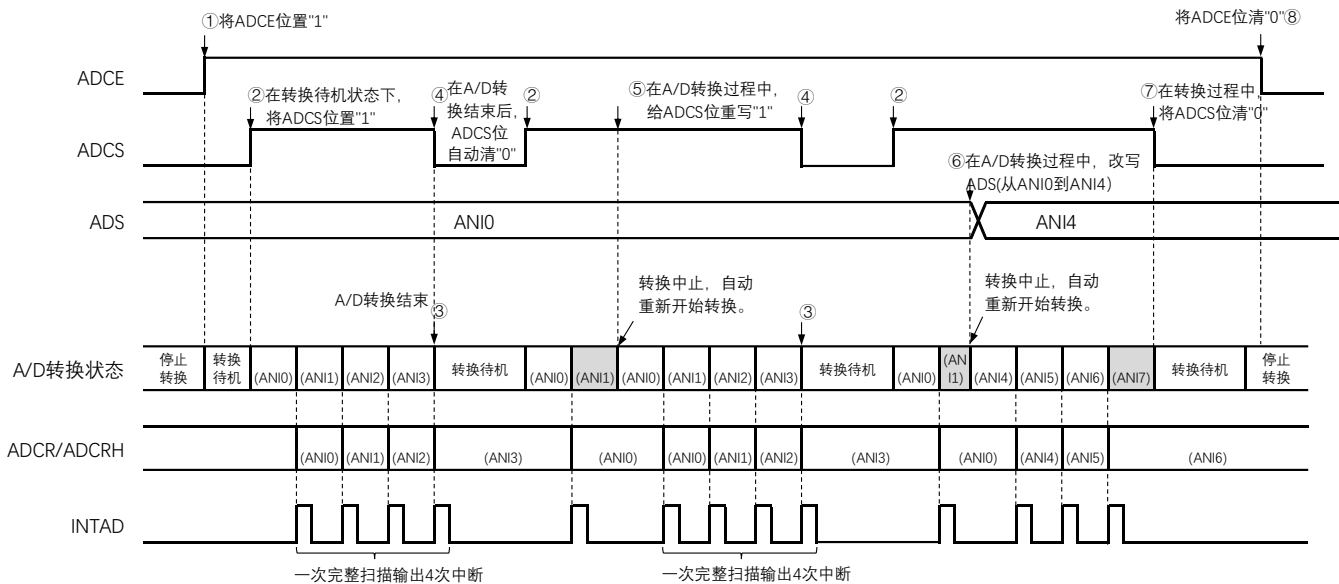 ①将ADCE位置"1"
将ADCE位清"0"⑧
ADCE
②在转换待机状态下，
将ADCS位置"1"
④在A/D转
换结束后，
ADCS位
自动清"0"
②
⑤在A/D转换过程中，
给ADCS位重写"1"
④
②
⑦在转换过程中，
将ADCS位清"0"
ADCS
⑥在A/D转换过程中，改写
ADS(从ANI0到ANI4)
ADS
ANI0
ANI4
A/D转换结束
③
转换中止，自动
重新开始转换。
③
转换中止，自动
重新开始转换。
A/D转换状态
停止
转换
转换
待机
(ANI0)
(ANI1)
(ANI2)
(ANI3)
转换待机
(ANI0)
(ANI1)
(ANI0)
(ANI1)
(ANI2)
(ANI3)
转换待机
(ANI0)
(AN
I1)
(ANI4)
(ANI5)
(ANI6)
(ANI7)
转换待机
停止
转换
ADCR/ADCRH
(ANI0)
(ANI1)
(ANI2)
(ANI3)
(ANI0)
(ANI0)
(ANI1)
(ANI2)
(ANI3)
(ANI0)
(ANI4)
(ANI5)
(ANI6)
INTAD
一次完整扫描输出4次中断
一次完整扫描输出4次中断